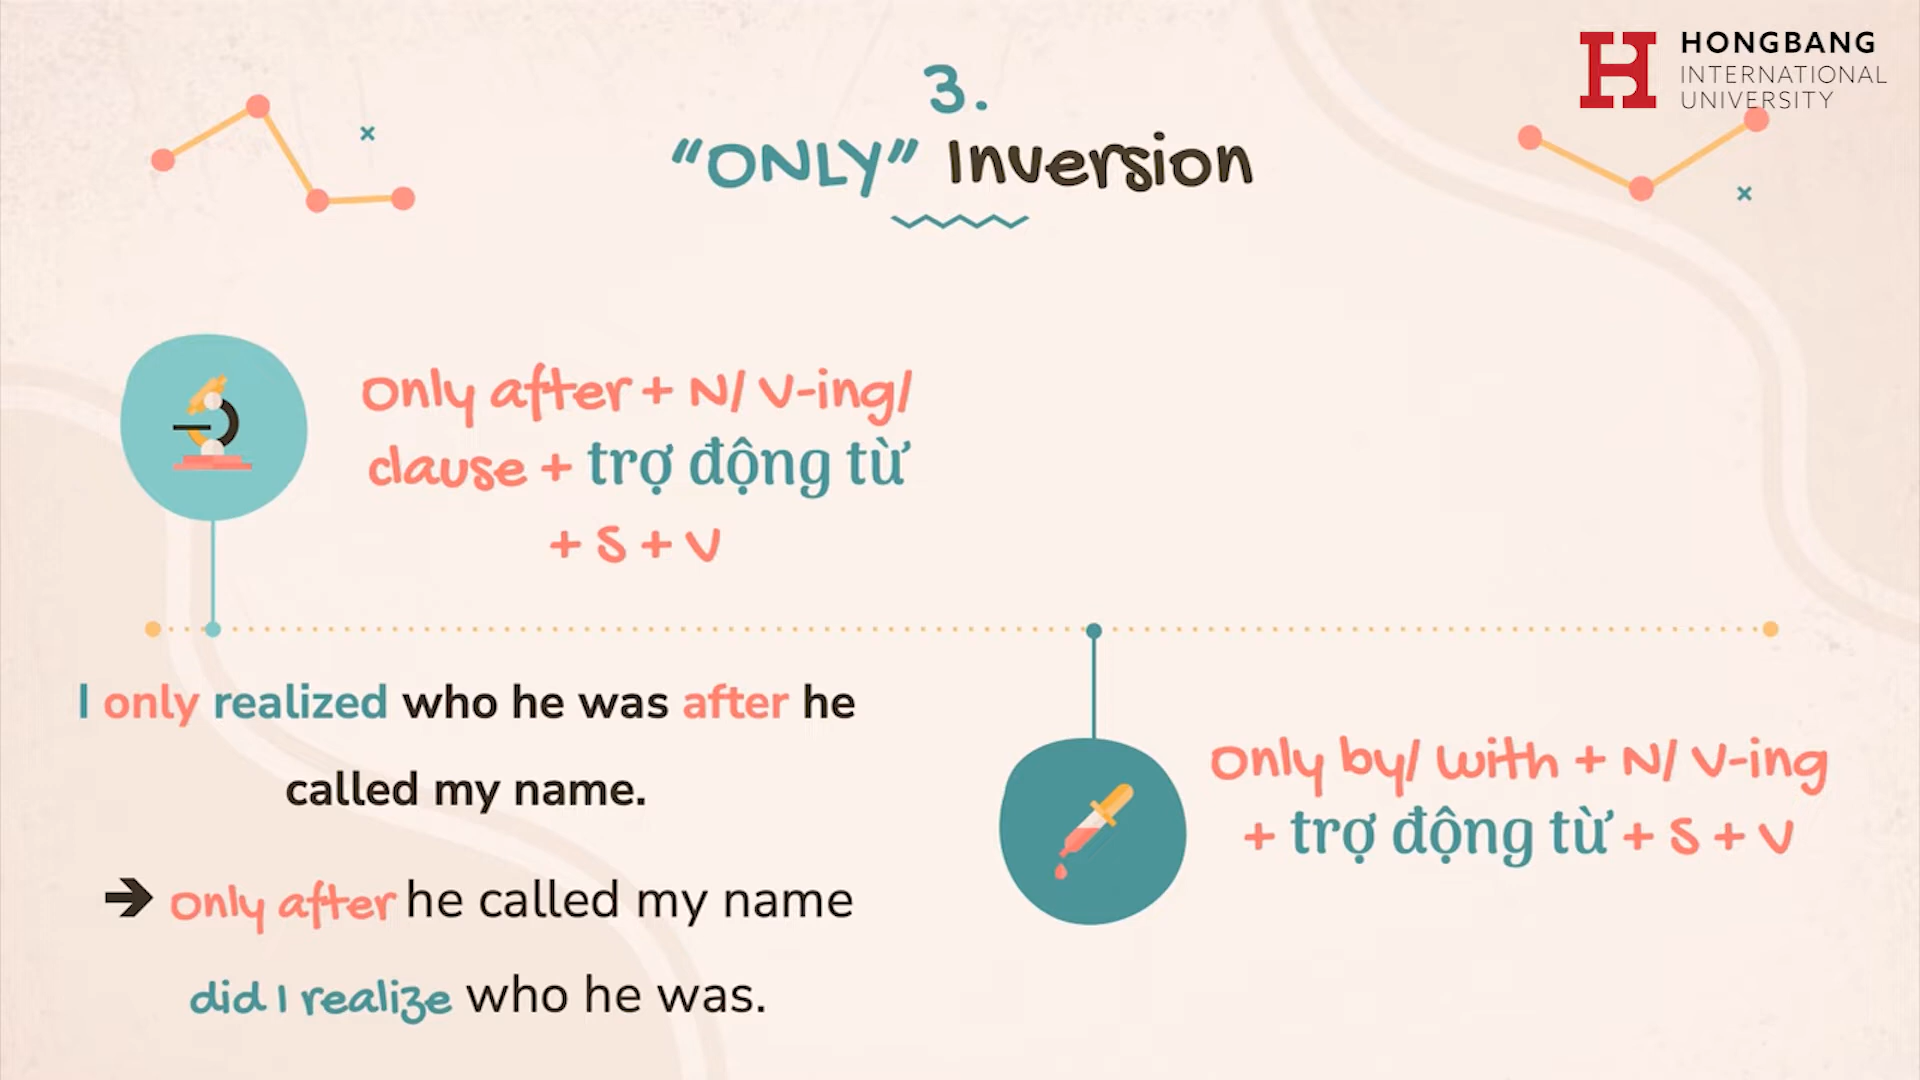 HONGBANG
INTERNATIONAL
UNIVERSITY
3.
“ONLY” Inversion
Only after + N/ V-ing/
clause + trợ động từ
+ S + V
I only realized who he was after he
called my name.
➔ Only after he called my name
did I realize who he was.
Only by/ with + N/ V-ing
+ trợ động từ + S + V